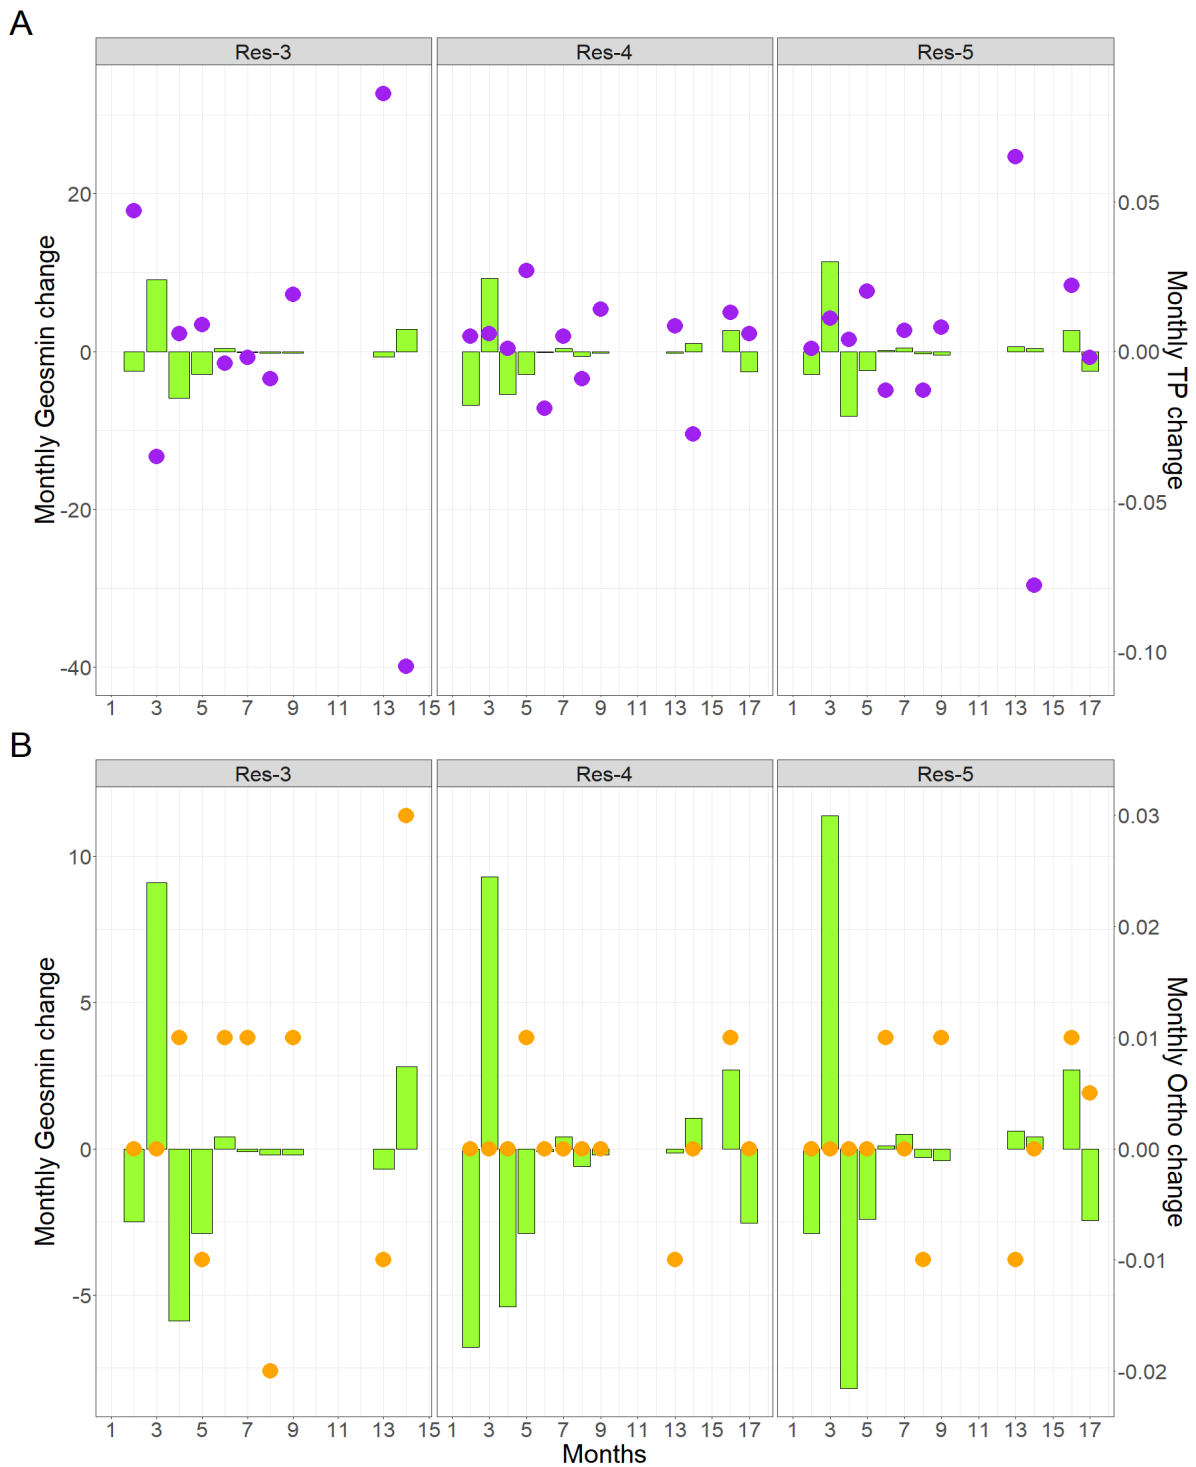 A
Res-3 Res-4 Res-5
Monthly Geosmin change
20
0
-20
-40
0.05
0.00
-0.05
-0.10
Monthly TP change
1 3 5 7 9 11 13 15 1 3 5 7 9 11 13 15 17 1 3 5 7 9 11 13 15 17
B
Res-3 Res-4 Res-5
Monthly Geosmin change
10
5
0
-5
0.03
0.02
0.01
0.00
-0.01
-0.02
Monthly Ortho change
1 3 5 7 9 11 13 15 1 3 5 7 9 11 13 15 17 1 3 5 7 9 11 13 15 17
Months